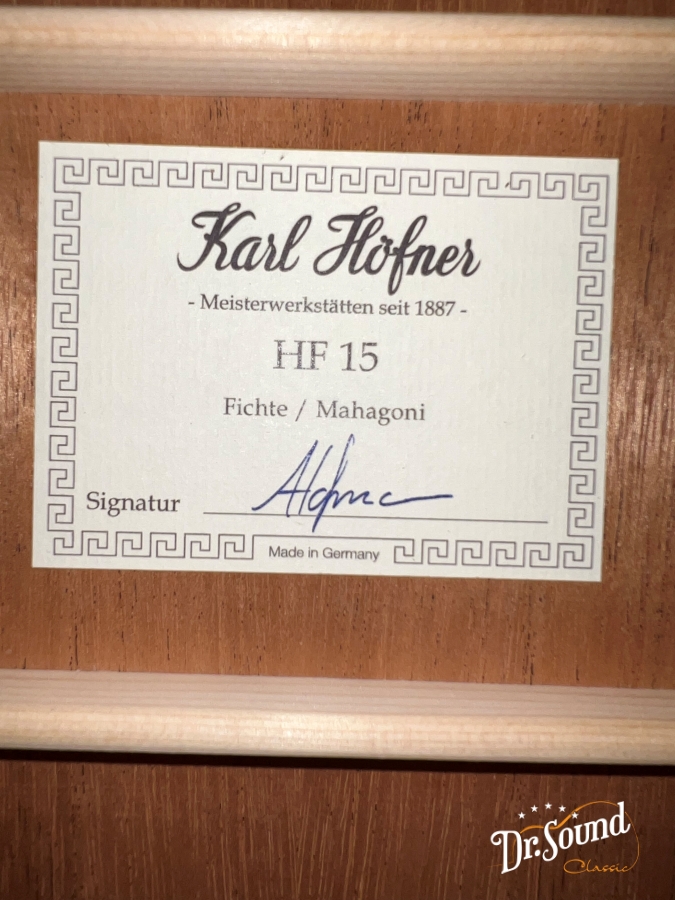 Karl Höfner
- Meisterwerkstätten seit 1887 -
HF 15
Fichte / Mahagoni
Signatur
Made in Germany
Dr.Sound
Classic